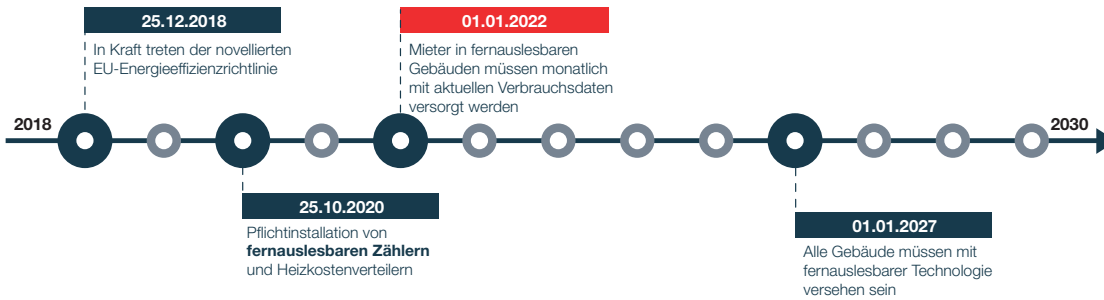 25.12.2018
In Kraft treten der novellierten
EU-Energieeffizienzrichtlinie
01.01.2022
Mieter in fernauslesbaren
Gebäuden müssen monatlich
mit aktuellen Verbrauchsdaten
versorgt werden
2018
2030
25.10.2020
Pflichtinstallation von
fernauslesbaren Zählern
und Heizkostenverteilern
01.01.2027
Alle Gebäude müssen mit
fernauslesbarer Technologie
versehen sein